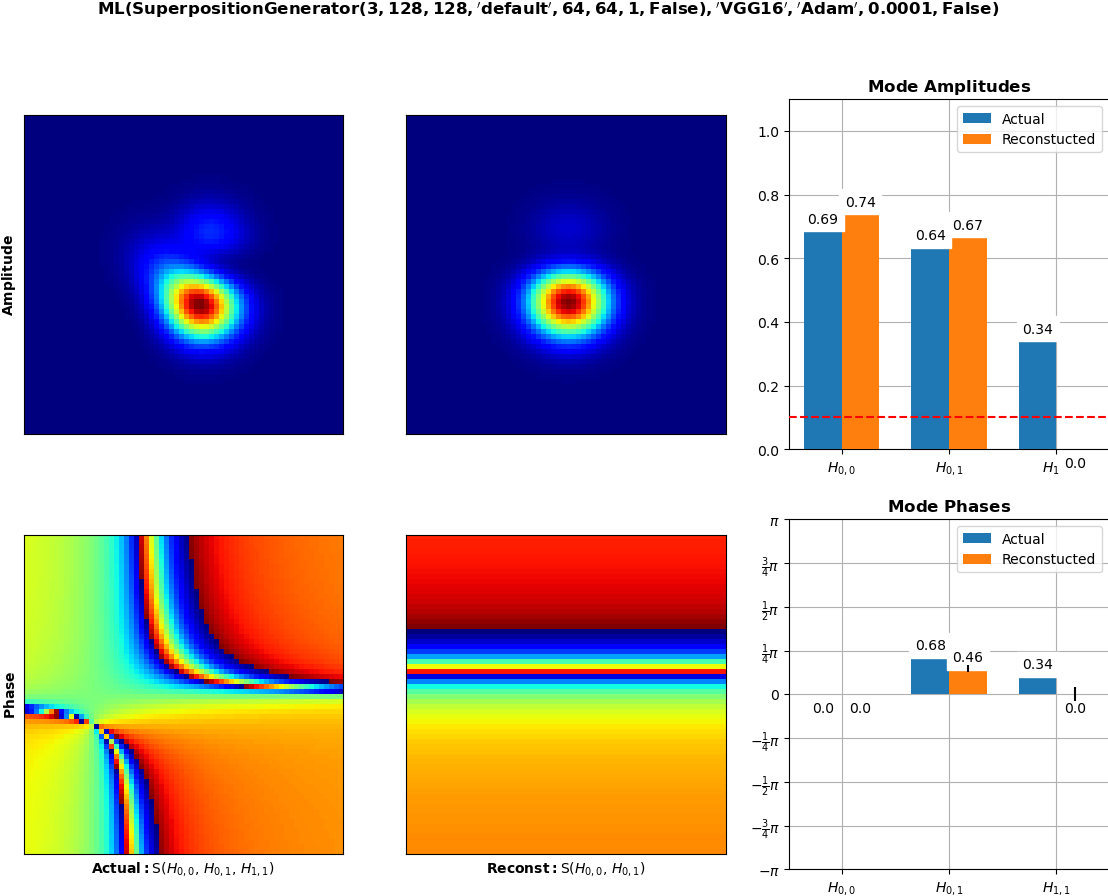 ML(SuperpositionGenerator(3, 128, 128, ′default′, 64, 64, 1, False), ′VGG16′, ′Adam′, 0.0001, False)
Amplitude
Mode Amplitudes
Actual
Reconstucted
1.0
0.8
0.6
0.4
0.2
0.0
0.69
0.74
0.64
0.67
0.34
0.0
H0,0
H0,1
H1
Phase
Actual: S(H0,0, H0,1, H1,1)
Reconst: S(H0,0, H0,1)
Mode Phases
Actual
Reconstucted
π
3/4π
1/2π
1/4π
0
−1/4π
−1/2π
−3/4π
−π
0.0
0.0
0.68
0.46
0.34
0.0
H0,0
H0,1
H1,1